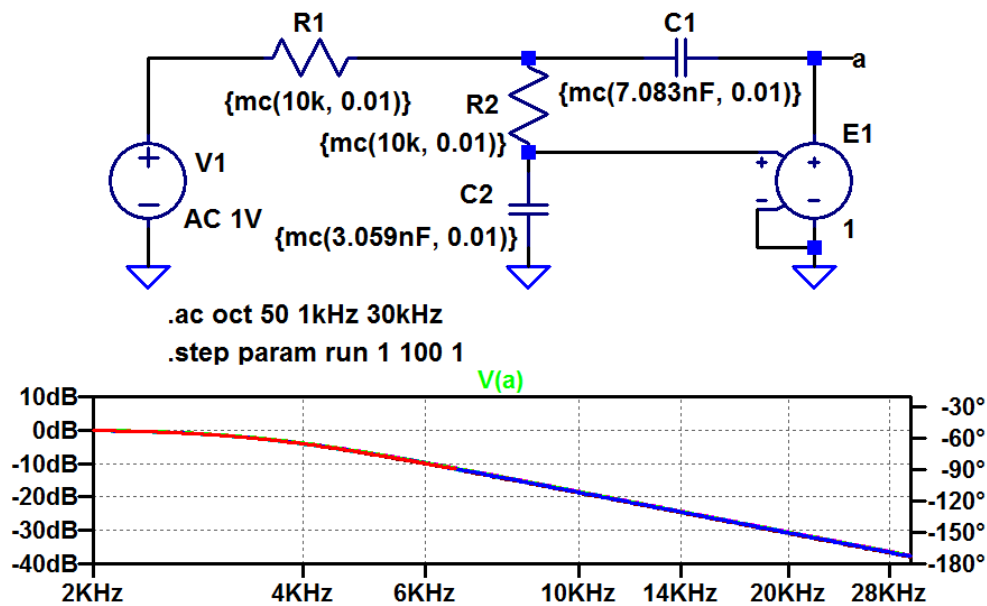 R1
C1
a
{mc(10k, 0.01)}
R2
{mc(7.083nF, 0.01)}
{mc(10k, 0.01)}
E1
V1
+
+
+
C2
-
-
-
AC 1V
{mc(3.059nF, 0.01)}
1
.ac oct 50 1kHz 30kHz
.step param run 1 100 1
V(a)
10dB
0dB
-10dB
-20dB
-30dB
-40dB
-30°
-60°
-90°
-120°
-150°
-180°
2KHz 4KHz 6KHz 10KHz 14KHz 20KHz 28KHz